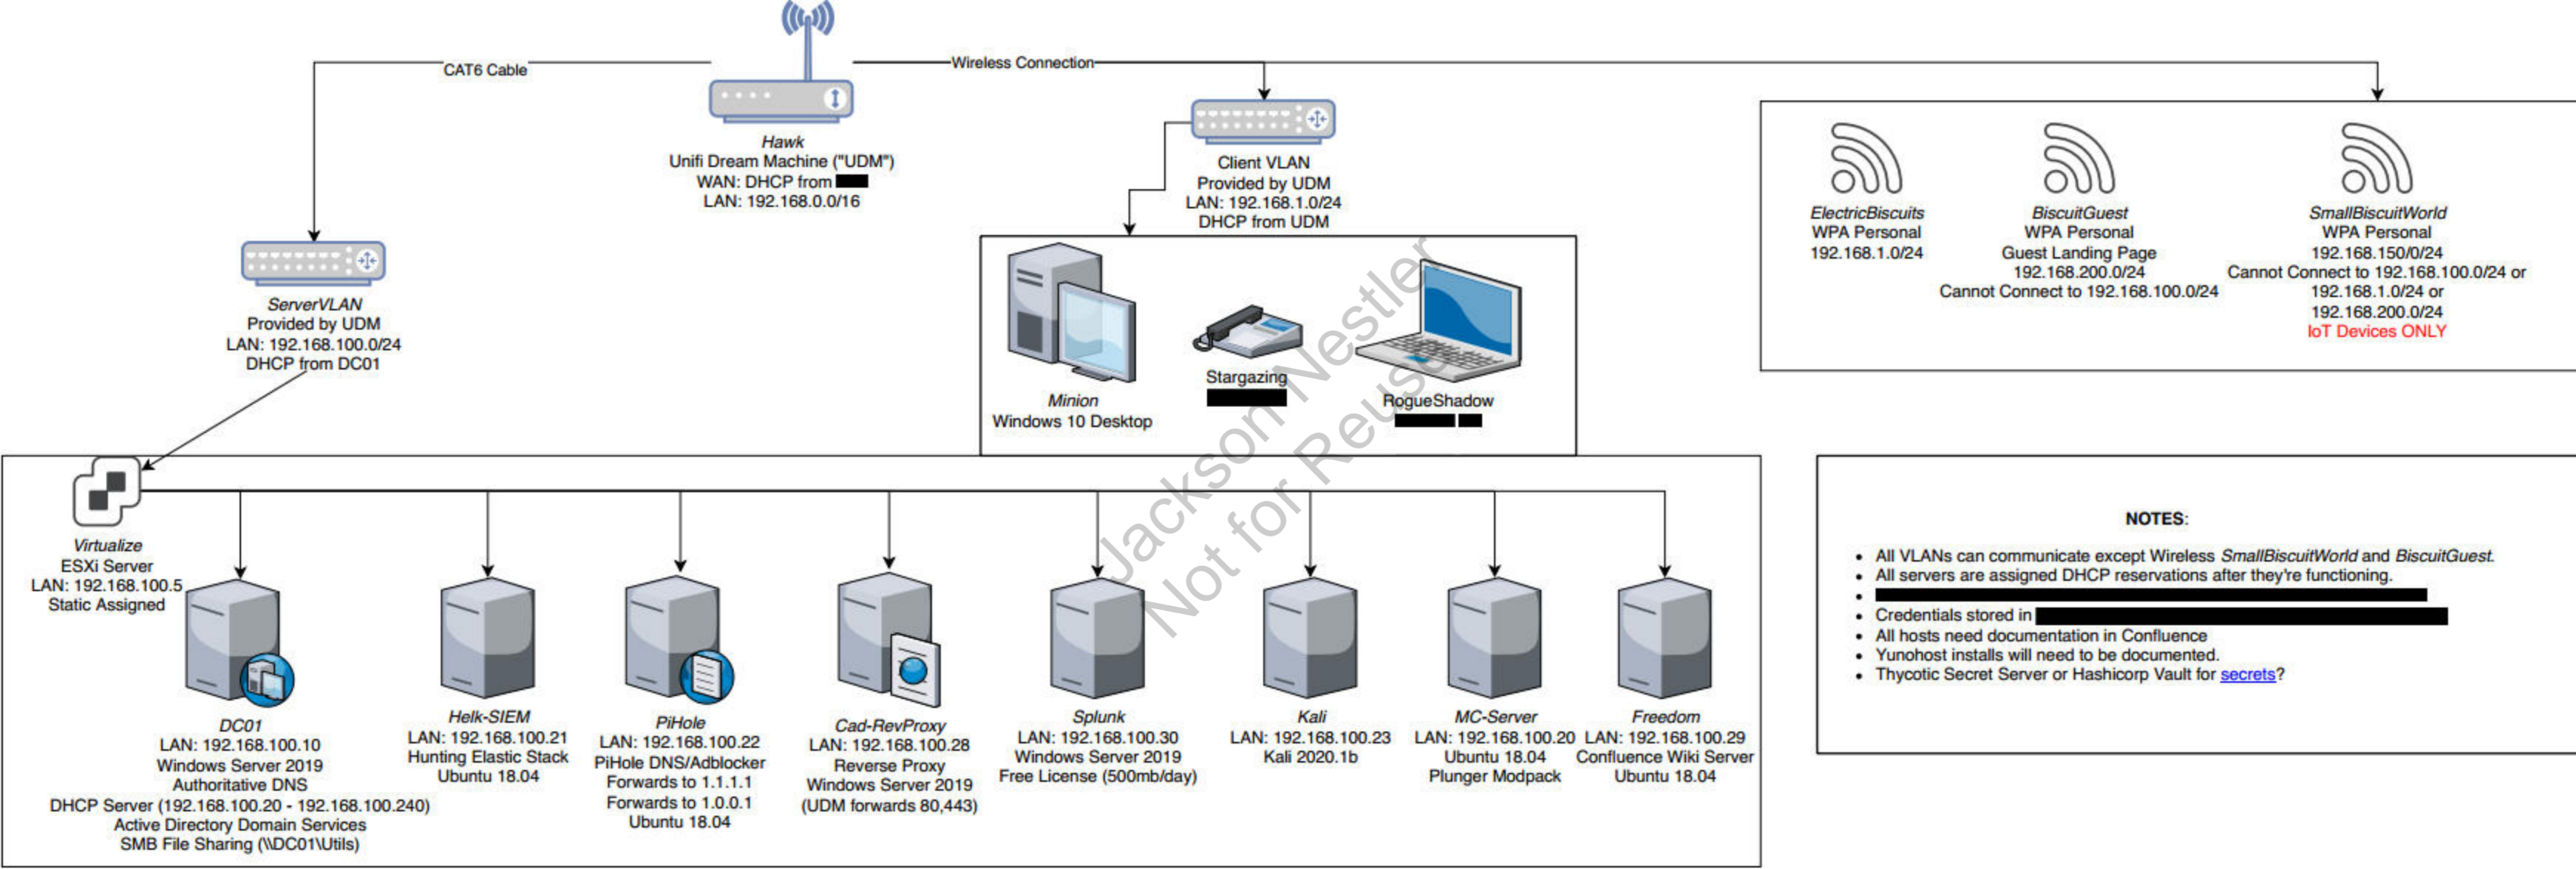 CAT6 Cable
Wireless Connection
Hawk
Unifi Dream Machine ("UDM")
WAN: DHCP from
LAN: 192.168.0.0/16
Client VLAN
Provided by UDM
LAN: 192.168.1.0/24
DHCP from UDM
ElectricBiscuits
WPA Personal
192.168.1.0/24
BiscuitGuest
WPA Personal
Guest Landing Page
192.168.200.0/24
Cannot Connect to 192.168.100.0/24
SmallBiscuitWorld
WPA Personal
192.168.150/0/24
Cannot Connect to 192.168.100.0/24 or
192.168.1.0/24 or
192.168.200.0/24
IoT Devices ONLY
ServerVLAN
Provided by UDM
LAN: 192.168.100.0/24
DHCP from DC01
Minion
Windows 10 Desktop
Stargazing
RogueShadow
Jackson Nestler
Not for Reuse
Virtualize
ESXi Server
LAN: 192.168.100.5
Static Assigned
DC01
LAN: 192.168.100.10
Windows Server 2019
Authoritative DNS
DHCP Server (192.168.100.20 - 192.168.100.240)
Active Directory Domain Services
SMB File Sharing (\\DC01\Utils)
Helk-SIEM
LAN: 192.168.100.21
Hunting Elastic Stack
Ubuntu 18.04
PiHole
LAN: 192.168.100.22
PiHole DNS/Adblocker
Forwards to 1.1.1.1
Forwards to 1.0.0.1
Ubuntu 18.04
Cad-RevProxy
LAN: 192.168.100.28
Reverse Proxy
Windows Server 2019
(UDM forwards 80,443)
Splunk
LAN: 192.168.100.30
Windows Server 2019
Free License (500mb/day)
Kali
LAN: 192.168.100.23
Kali 2020.1b
MC-Server
LAN: 192.168.100.20
Ubuntu 18.04
Plunger Modpack
Freedom
LAN: 192.168.100.29
Confluence Wiki Server
Ubuntu 18.04
NOTES:
• All VLANs can communicate except Wireless SmallBiscuitWorld and BiscuitGuest.
• All servers are assigned DHCP reservations after they're functioning.
•
• Credentials stored in
• All hosts need documentation in Confluence
• Yunohost installs will need to be documented.
• Thycotic Secret Server or Hashicorp Vault for secrets?